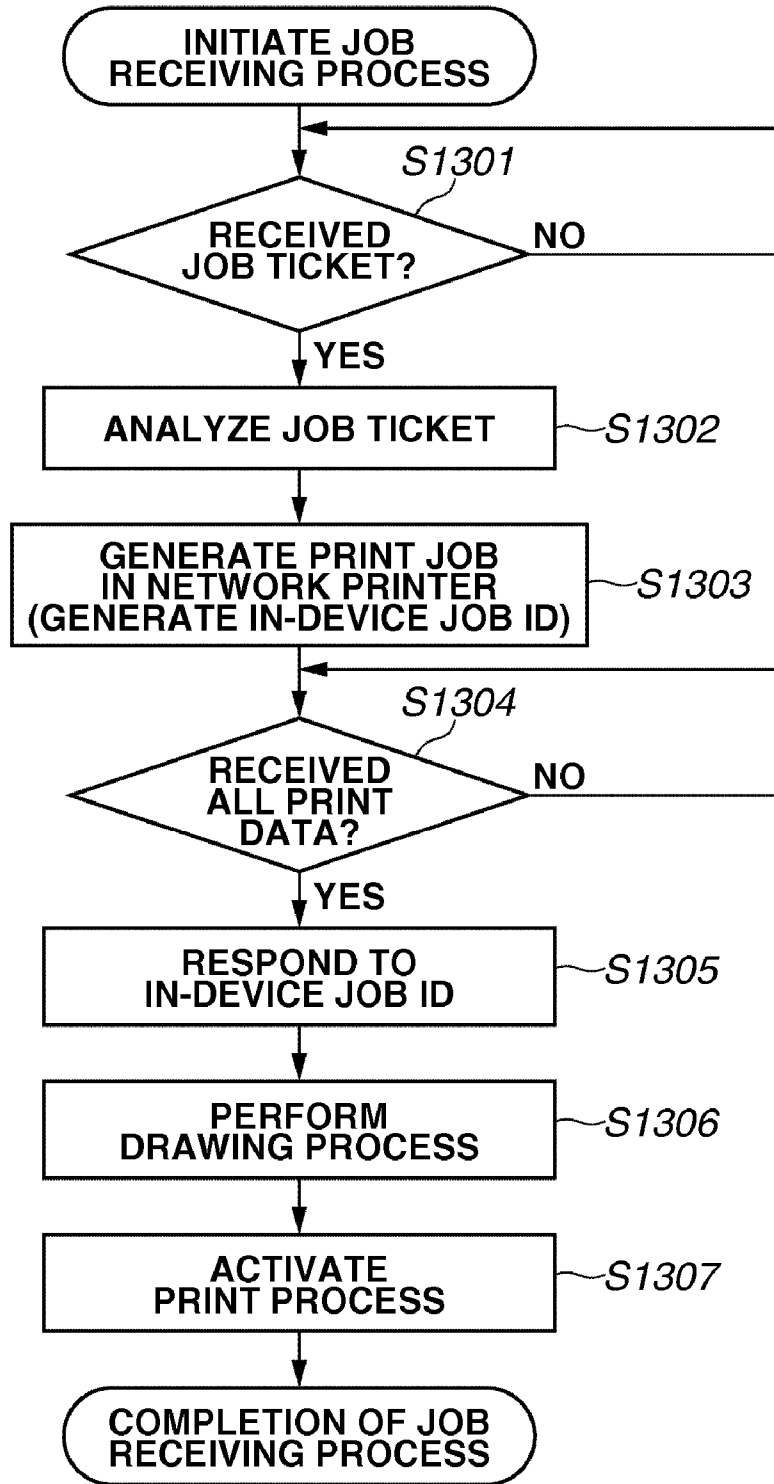 INITIATE JOB
RECEIVING PROCESS
S1301
RECEIVED
JOB TICKET?
NO
YES
ANALYZE JOB TICKET
S1302
GENERATE PRINT JOB
IN NETWORK PRINTER
(GENERATE IN-DEVICE JOB ID)
S1303
S1304
RECEIVED
ALL PRINT
DATA?
NO
YES
RESPOND TO
IN-DEVICE JOB ID
S1305
PERFORM
DRAWING PROCESS
S1306
ACTIVATE
PRINT PROCESS
S1307
COMPLETION OF JOB
RECEIVING PROCESS